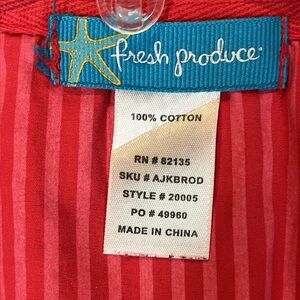 fresh produce
100% COTTON
RN # 82135
SKU # AJKBROD
STYLE # 20005
PO # 49960
MADE IN CHINA